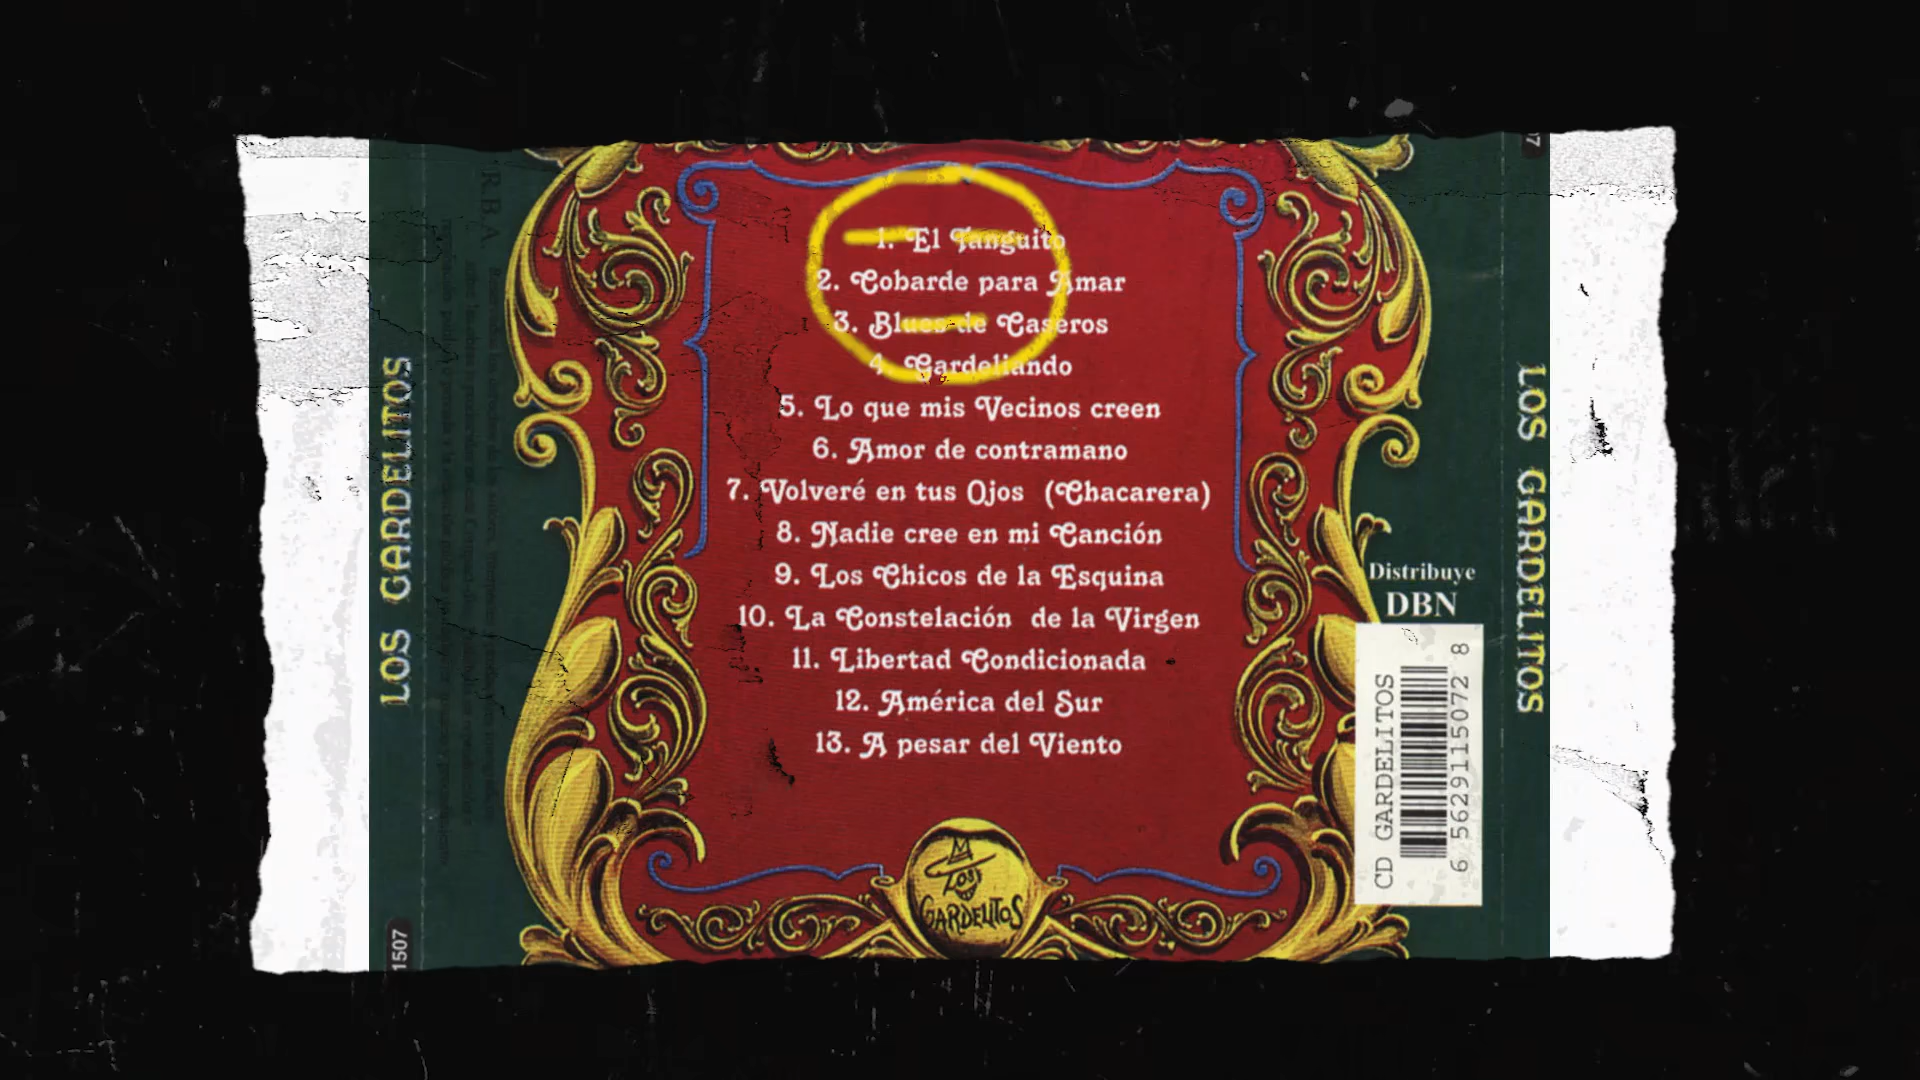 1. El Tanguito
2. Cobarde para Amar
3. Blues de Caseros
4. Gardeliando
5. Lo que mis Vecinos creen
6. Amor de contramano
7. Volveré en tus Ojos (Chacarera)
8. Nadie cree en mi Canción
9. Los Chicos de la Esquina
10. La Constelación de la Virgen
11. Libertad Condicionada
12. América del Sur
13. A pesar del Viento
LOS GARDELITOS
LOS GARDELITOS
LOS GARDELITOS
1507
7
Distribuye
DBN
CD GARDELITOS
6 562911 15072 8
R.B.A.